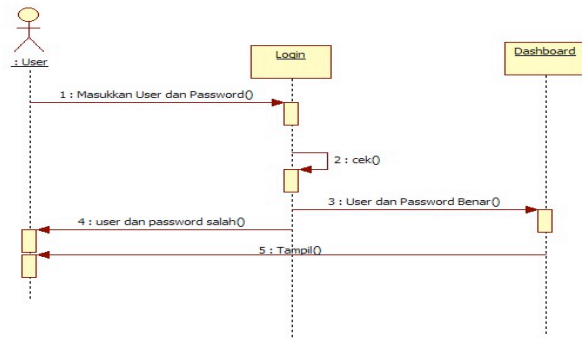 Dashboard
Login
: User
1 : Masukkan User dan Password()
2 : cek()
3 : User dan Password Benar()
4 : user dan password salah()
5 : Tampil()